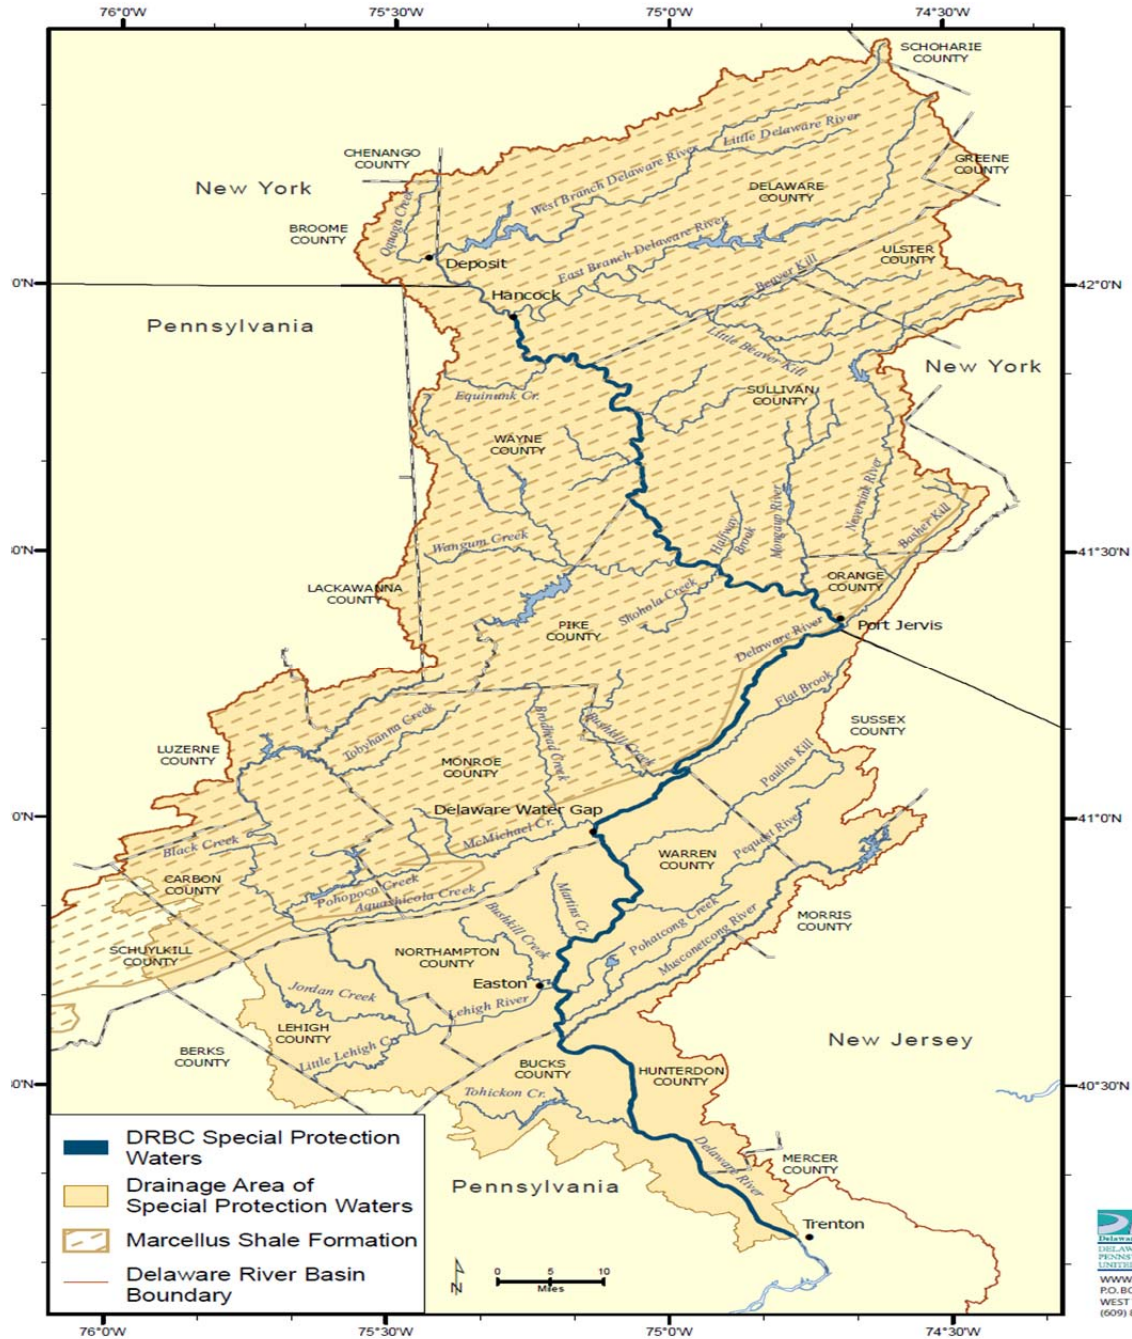 76°0'W
75°30'W
75°0'W
74°30'W
SCHOHARIE
COUNTY
Little Delaware River
CHENANGO
COUNTY
GREENE
COUNTY
New York
West Branch Delaware River
DELAWARE
COUNTY
Oquaga Creek
BROOME
COUNTY
East Branch Delaware River
ULSTER
COUNTY
Deposit
Beaver Kill
0'N
42°0'N
Hancock
Pennsylvania
Little Beaver Kill
New York
Equinunk Cr.
SULLIVAN
COUNTY
WAYNE
COUNTY
Halfway
Brook
Mongaup River
Neversink River
Basher Kill
Wangum Creek
0'N
41°30'N
LACKAWANNA
COUNTY
ORANGE
COUNTY
Shohola Creek
PIKE
COUNTY
Delaware River
Port Jervis
Flat Brook
Tobyhanna Creek
Brodhead Creek
Bushkill Creek
SUSSEX
COUNTY
LUZERNE
COUNTY
MONROE
COUNTY
Paulins Kill
Delaware Water Gap
0'N
41°0'N
McMichael Cr.
Pequest River
Black Creek
WARREN
COUNTY
CARBON
COUNTY
Pohopoco Creek
Aquashicola Creek
Martins Cr.
Bushkill Creek
Pohatcong Creek
Musconetcong River
MORRIS
COUNTY
SCHUYLKILL
COUNTY
NORTHAMPTON
COUNTY
Easton
Jordan Creek
Lehigh River
LEHIGH
COUNTY
New Jersey
BERKS
COUNTY
Little Lehigh Cr.
BUCKS
COUNTY
HUNTERDON
COUNTY
0'N
40°30'N
Tohickon Cr.
DRBC Special Protection
Waters
Drainage Area of
Special Protection Waters
Marcellus Shale Formation
Delaware River Basin
Boundary
Delaware River
MERCER
COUNTY
Pennsylvania
Trenton
N
0 5 10
Miles
DELAW
PENNS
UNITED
WWW
P.O.BO
WEST
(609)
76°0'W
75°30'W
75°0'W
74°30'W